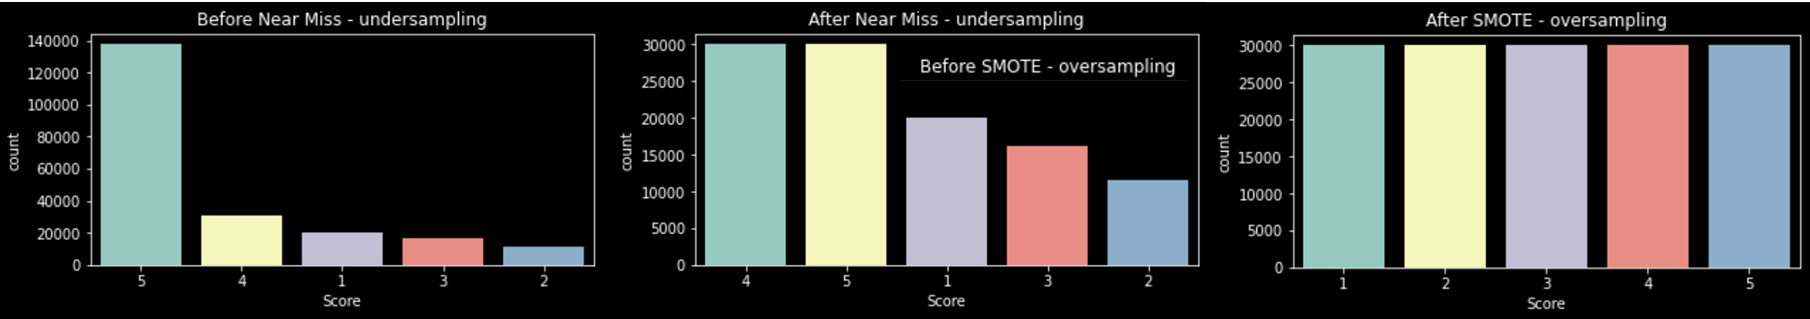 Before Near Miss - undersampling
140000
120000
100000
80000
60000
40000
20000
0
count
5 4 1 3 2
Score
After Near Miss - undersampling
Before SMOTE - oversampling
30000
25000
20000
15000
10000
5000
0
count
4 5 1 3 2
Score
After SMOTE - oversampling
30000
25000
20000
15000
10000
5000
0
count
1 2 3 4 5
Score